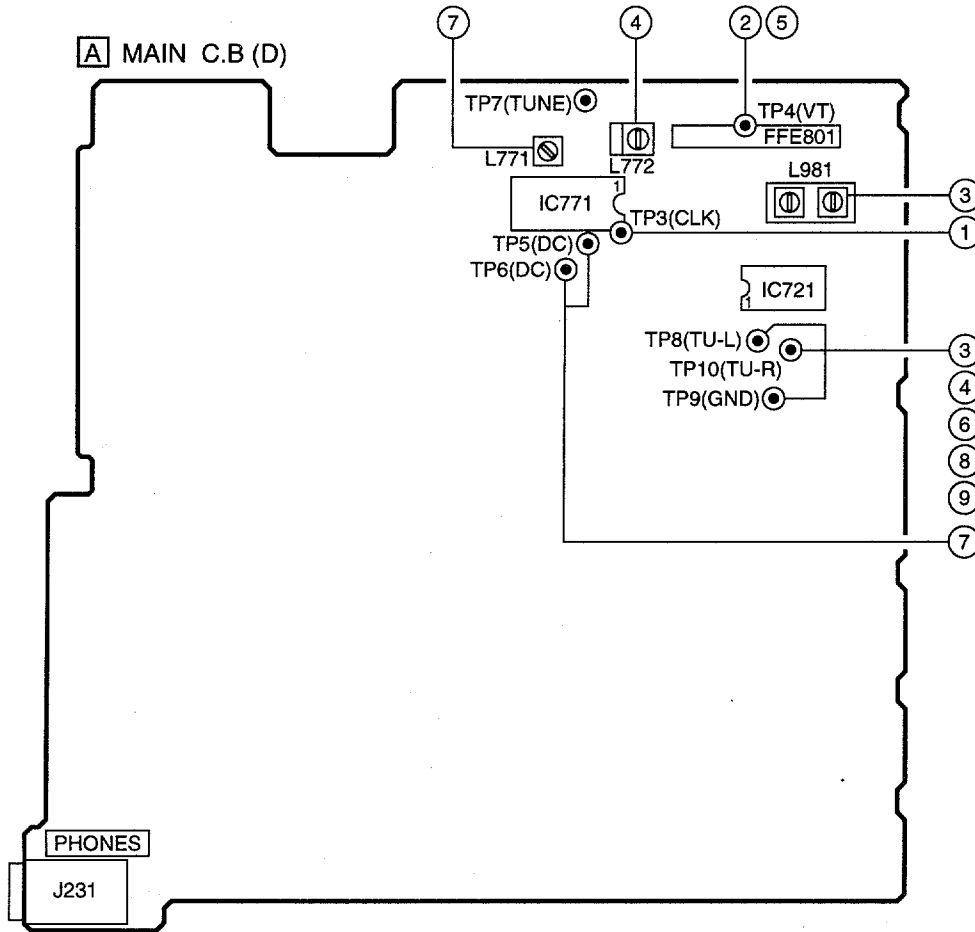 7 4 2 5
A MAIN C.B (D)
TP7(TUNE)
TP4(VT)
FFE801
L771
L772
L981
3
1
IC771
TP3(CLK)
1
TP5(DC)
TP6(DC)
IC721
1
TP8(TU-L)
3
TP10(TU-R)
4
TP9(GND)
6
8
9
7
PHONES
J231